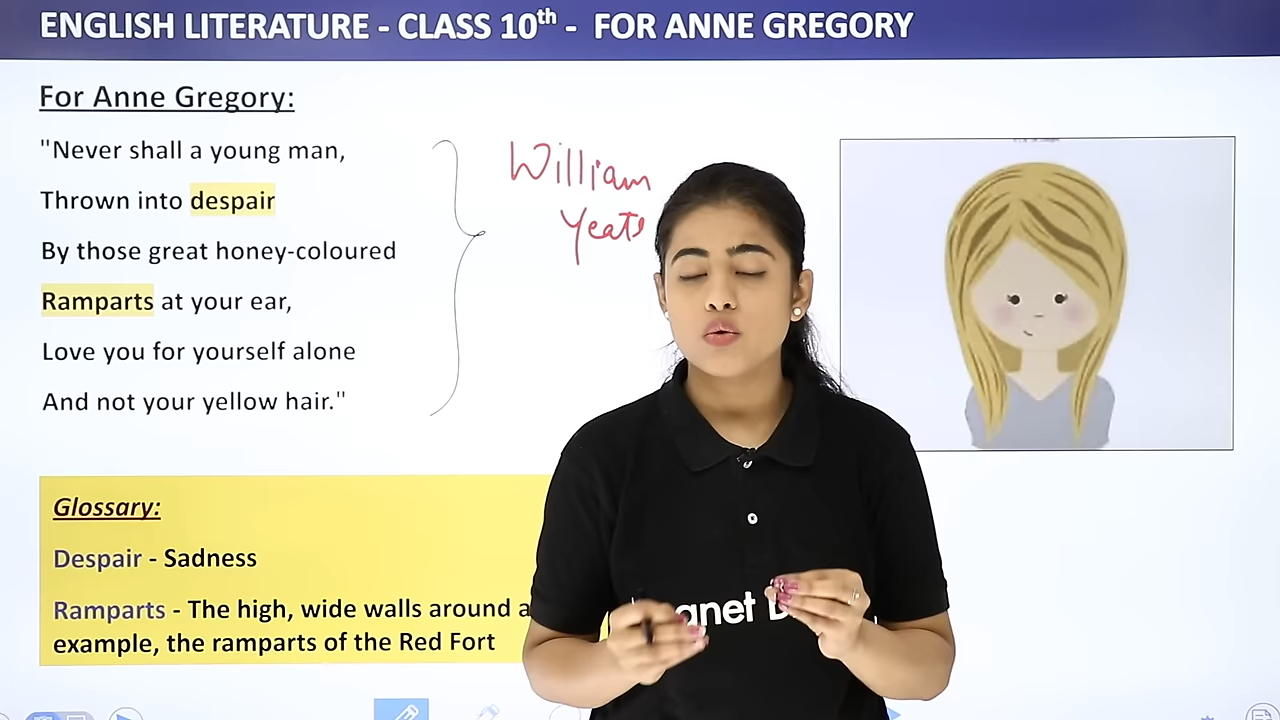 ENGLISH LITERATURE - CLASS 10th - FOR ANNE GREGORY
For Anne Gregory:
"Never shall a young man,
Thrown into despair
By those great honey-coloured
Ramparts at your ear,
Love you for yourself alone
And not your yellow hair."
William
Yeats
Glossary:
Despair - Sadness
Ramparts - The high, wide walls around a
example, the ramparts of the Red Fort